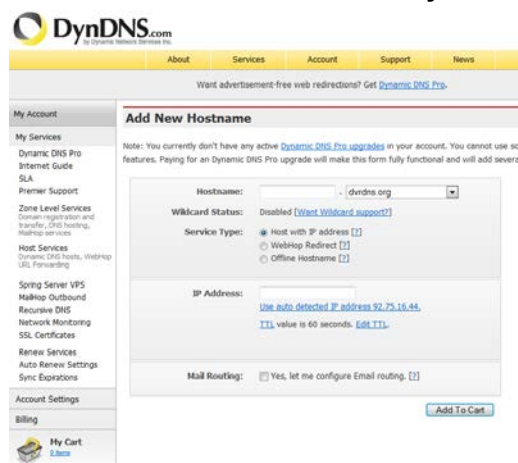 DynDNS.com
by Dynamic Network Services Inc.
About Services Account Support News
Want advertisement-free web redirections? Get Dynamic DNS Pro.
My Account
My Services
Dynamic DNS Pro
Internet Guide
SLA
Premier Support
Zone Level Services
Domain registration and
transfer, DNS hosting,
MailHop services
Host Services
Dynamic DNS hosts, WebHop
URL Forwarding
Spring Server VPS
MailHop Outbound
Recursive DNS
Network Monitoring
SSL Certificates
Renew Services
Auto Renew Settings
Sync Expirations
Account Settings
Billing
My Cart
0 items
Add New Hostname
Note: You currently don't have any active Dynamic DNS Pro upgrades in your account. You cannot use so
features. Paying for an Dynamic DNS Pro upgrade will make this form fully functional and will add severa
Hostname: . dvrdns.org
Wildcard Status: Disabled [Want Wildcard support?]
Service Type: Host with IP address [?]
WebHop Redirect [?]
Offline Hostname [?]
IP Address:
Use auto detected IP address 92.75.16.44.
TTL value is 60 seconds. Edit TTL.
Mail Routing: Yes, let me configure Email routing. [?]
Add To Cart